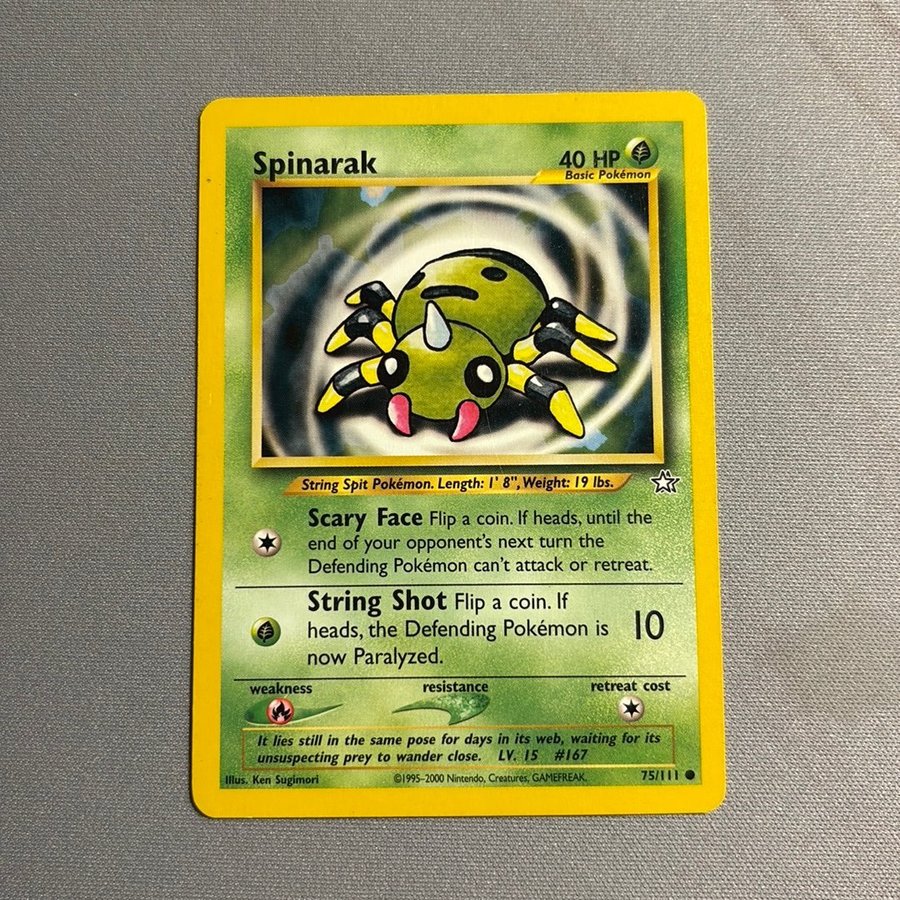 Spinarak
40 HP
Basic Pokémon
String Spit Pokémon. Length: 1' 8", Weight: 19 lbs.
Scary Face Flip a coin. If heads, until the
end of your opponent's next turn the
Defending Pokémon can't attack or retreat.
String Shot Flip a coin. If
heads, the Defending Pokémon is
now Paralyzed.
10
weakness resistance retreat cost
It lies still in the same pose for days in its web, waiting for its
unsuspecting prey to wander close. LV. 15 #167
Illus. Ken Sugimori ©1995-2000 Nintendo, Creatures, GAMEFREAK. 75/111